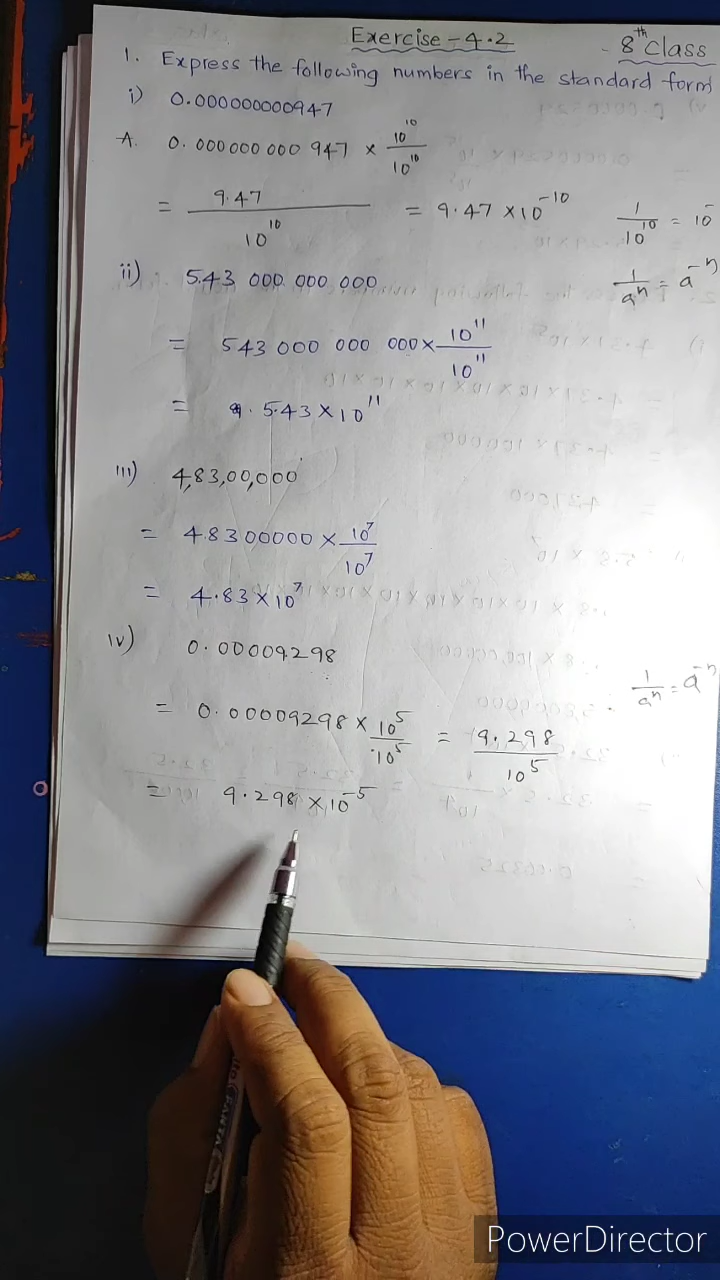 Exercise - 4.2
8th class
1. Express the following numbers in the standard form
i) 0.000000000947
A. 0.000 000 000 947 × 10^10/10^10
= 9.47/10^10 = 9.47 × 10^-10
1/10^10 = 10^-
ii) 543 000 000 000
1/a^n = a^-n
= 543 000 000 000 × 10^11/10^11
= 5.43 × 10^11
iii) 4,83,00,000
= 48300000 × 10^7/10^7
= 4.83 × 10^7
iv) 0.00009298
1/a^n = a^-n
= 0.00009298 × 10^5/10^5 = 9.298/10^5
= 9.298 × 10^-5
PowerDirector